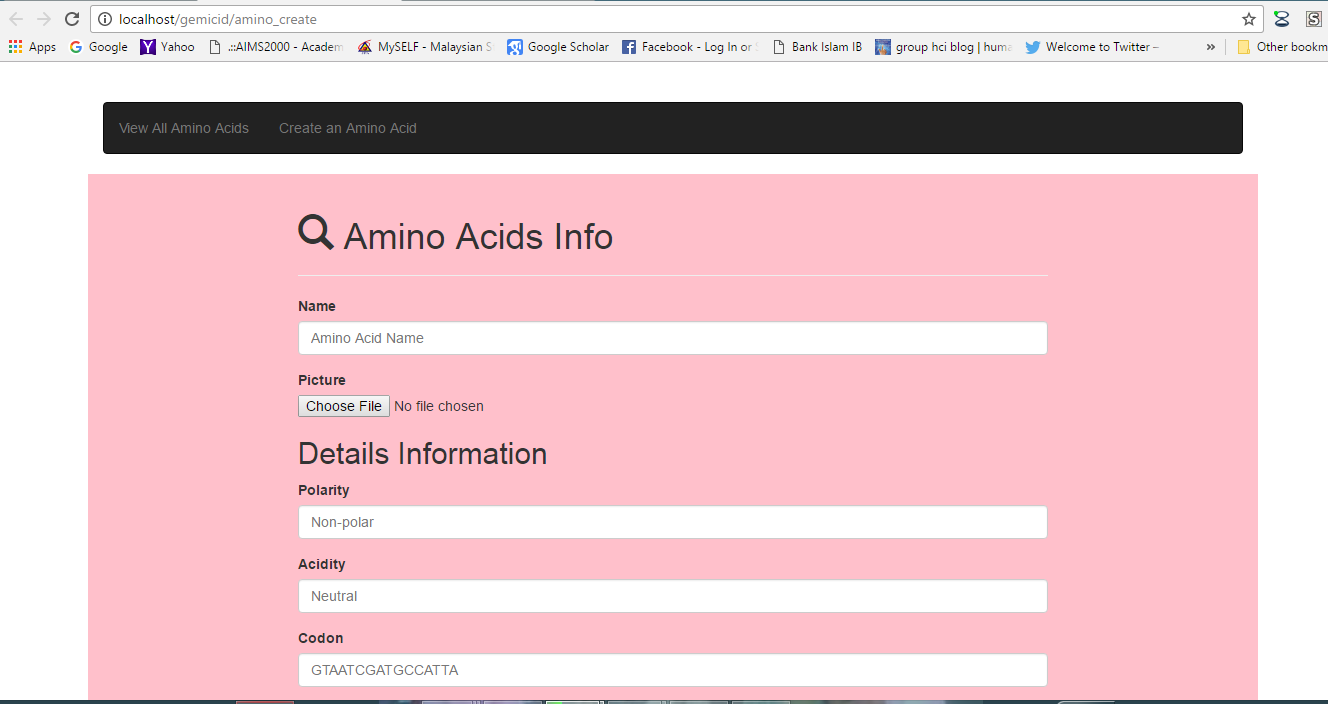 localhost/gemicid/amino_create
Apps Google Yahoo .::AIMS2000 - Academ MySELF - Malaysian S Google Scholar Facebook - Log In or Bank Islam IB group hci blog | huma Welcome to Twitter - » Other bookm
View All Amino Acids Create an Amino Acid
Amino Acids Info
Name
Amino Acid Name
Picture
Choose File No file chosen
Details Information
Polarity
Non-polar
Acidity
Neutral
Codon
GTAATCGATGCCATTA